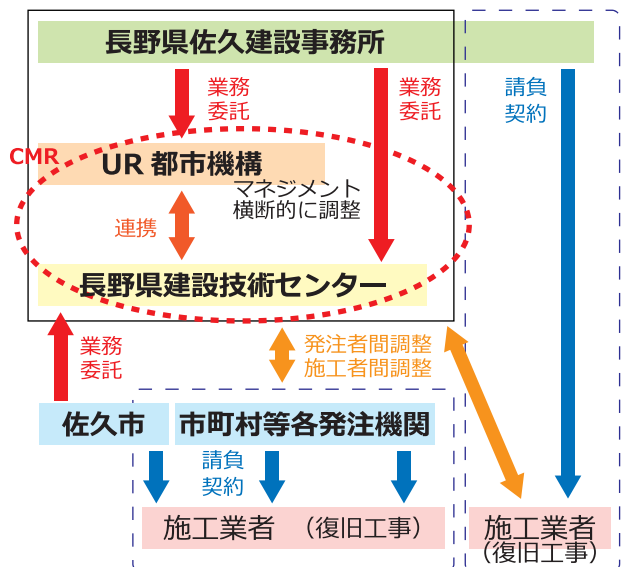 長野県佐久建設事務所
業務
委託
業務
委託
請負
契約
CMR
UR 都市機構
マネジメント
横断的に調整
連携
長野県建設技術センター
業務
委託
発注者間調整
施工者間調整
佐久市
市町村等各発注機関
請負
契約
施工業者 （復旧工事）
施工業者
（復旧工事）